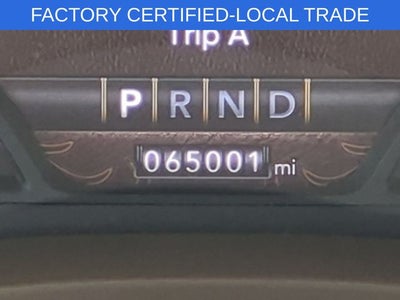 FACTORY CERTIFIED-LOCAL TRADE
Trip A
P R N D
065001 mi